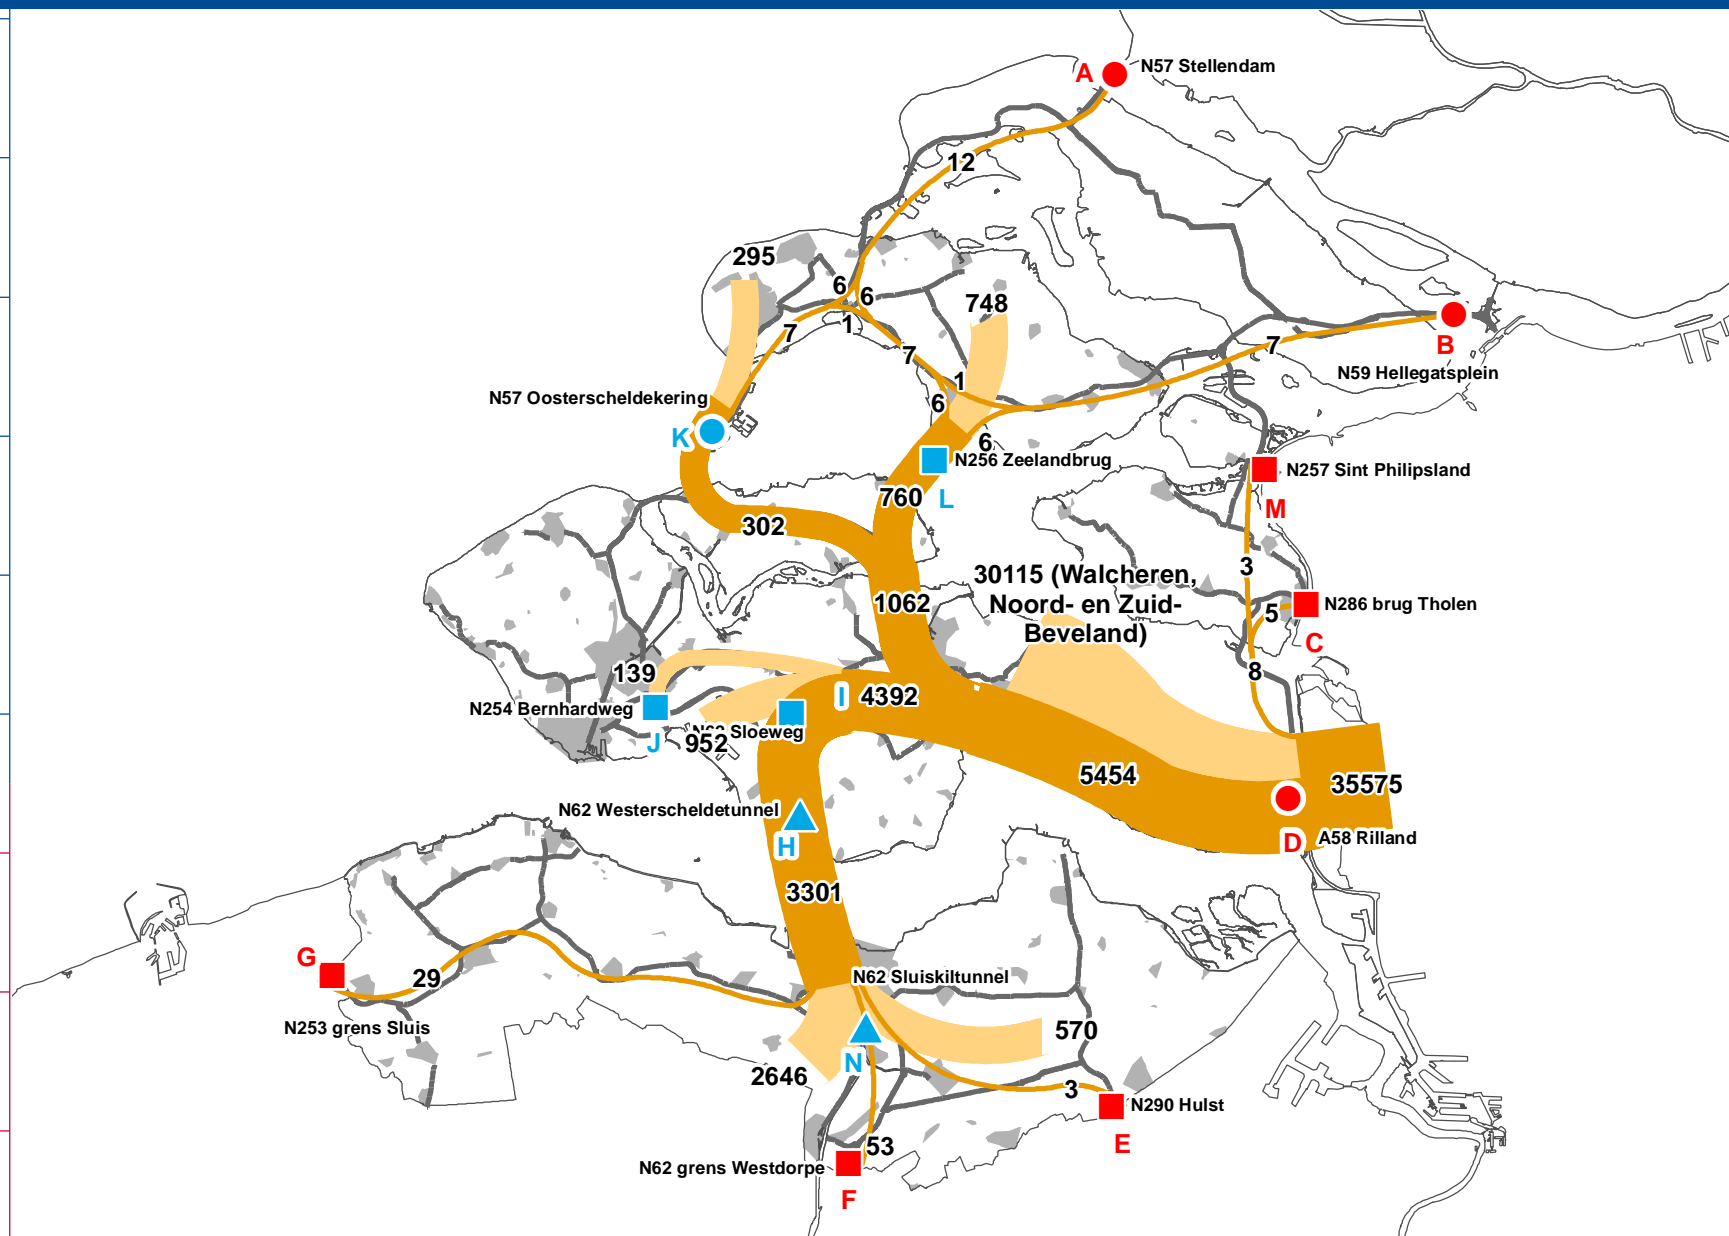 A
N57 Stellendam
12
295
6
6
748
7
1
7
7
B
N59 Hellegatsplein
1
6
N57 Oosterscheldekering
K
6
N256 Zeelandbrug
L
N257 Sint Philipsland
M
760
302
3
30115 (Walcheren,
Noord- en Zuid-
Beveland)
1062
5
N286 brug Tholen
C
139
8
I
4392
N254 Bernhardweg
J
952
Sloeweg
5454
35575
N62 Westerscheldetunnel
H
D
A58 Rilland
3301
G
29
N62 Sluiskiltunnel
N253 grens Sluis
570
N
2646
3
N290 Hulst
E
53
N62 grens Westdorpe
F